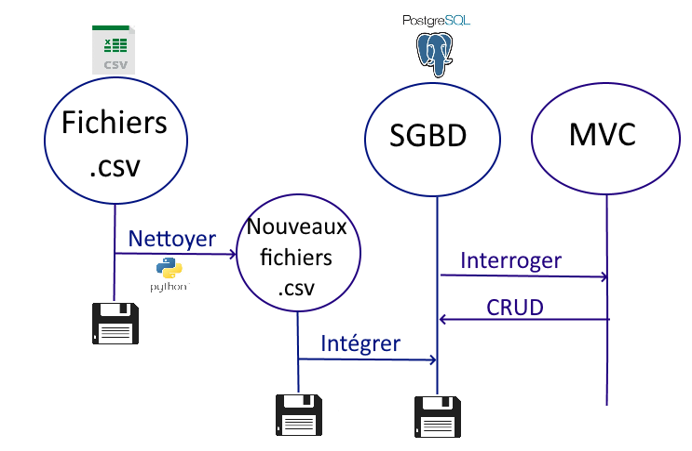 PostgreSQL
CSV
Fichiers
.csv
SGBD
MVC
Nettoyer
python
Nouveaux
fichiers
.csv
Interroger
CRUD
Intégrer